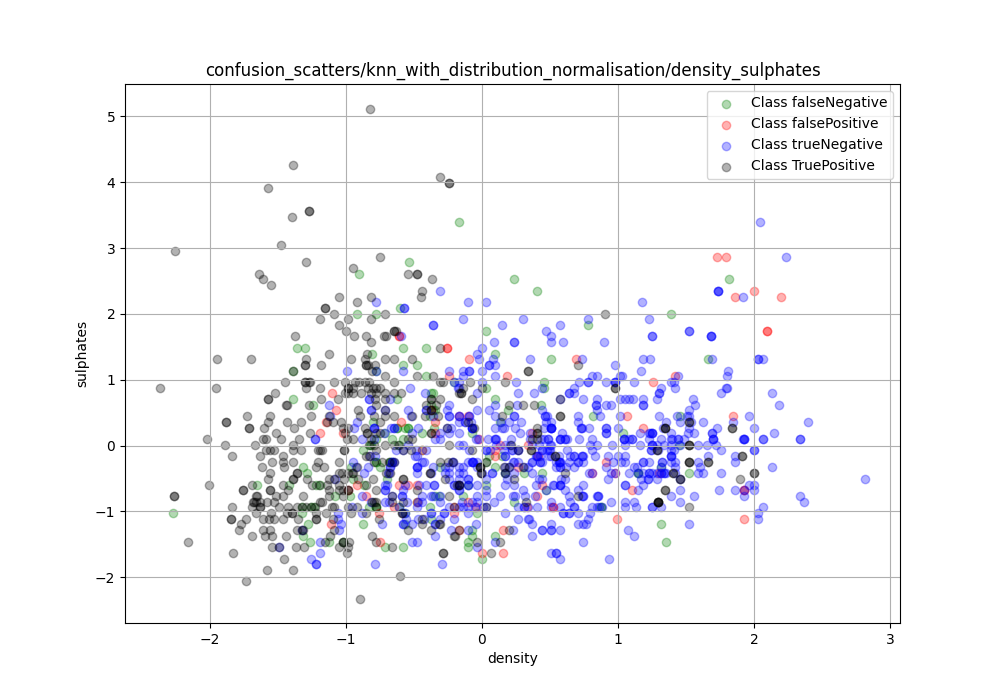 confusion_scatters/knn_with_distribution_normalisation/density_sulphates
Class falseNegative
Class falsePositive
Class trueNegative
Class TruePositive
5
4
3
2
1
0
−1
−2
sulphates
−2 −1 0 1 2 3
density